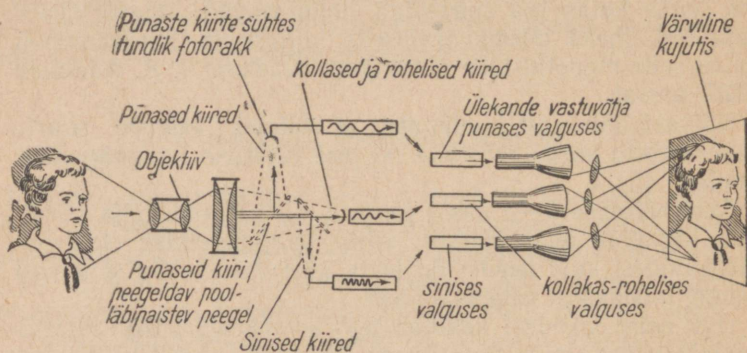 (Punaste kiirte suhtes
tundlik fotorakk
Kollased ja rohelised kiired
Värviline
kujutis
Punased kiired
Ülekande vastuvõtja
punases valguses
Objektiiv
Punaseid kiiri
peegeldav pool-
läbipaistev peegel
Sinised kiired
sinises
valguses
kollakas-rohelises
valguses